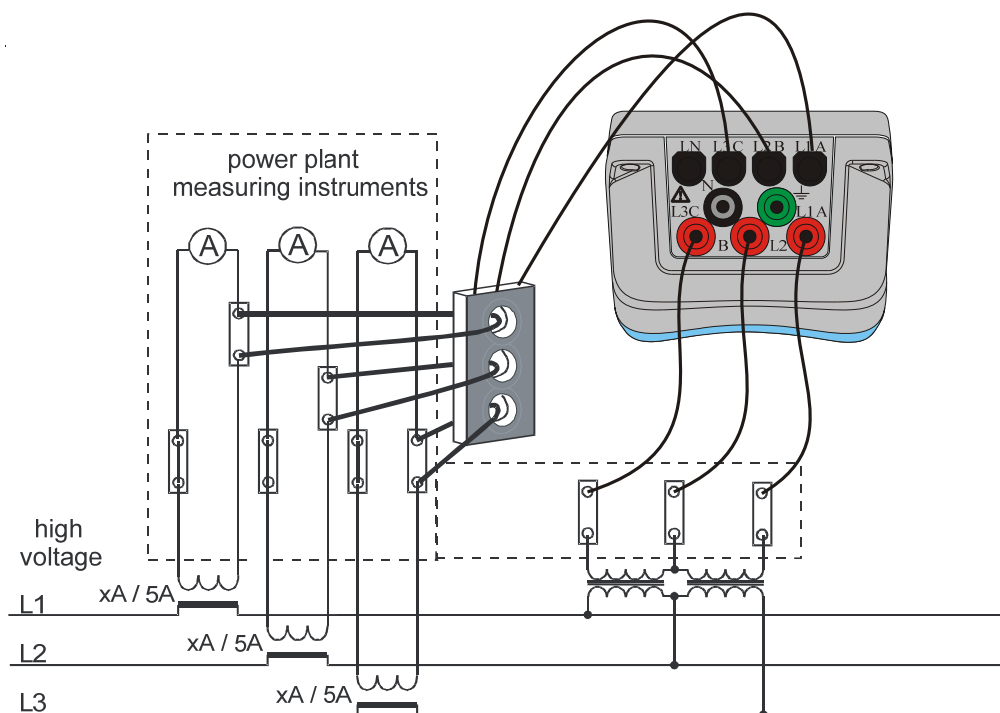 LN L3C L2B L1A
N
L3C L1A
B L2
power plant
measuring instruments
A A A
high
voltage
xA / 5A
L1
xA / 5A
L2
xA / 5A
L3